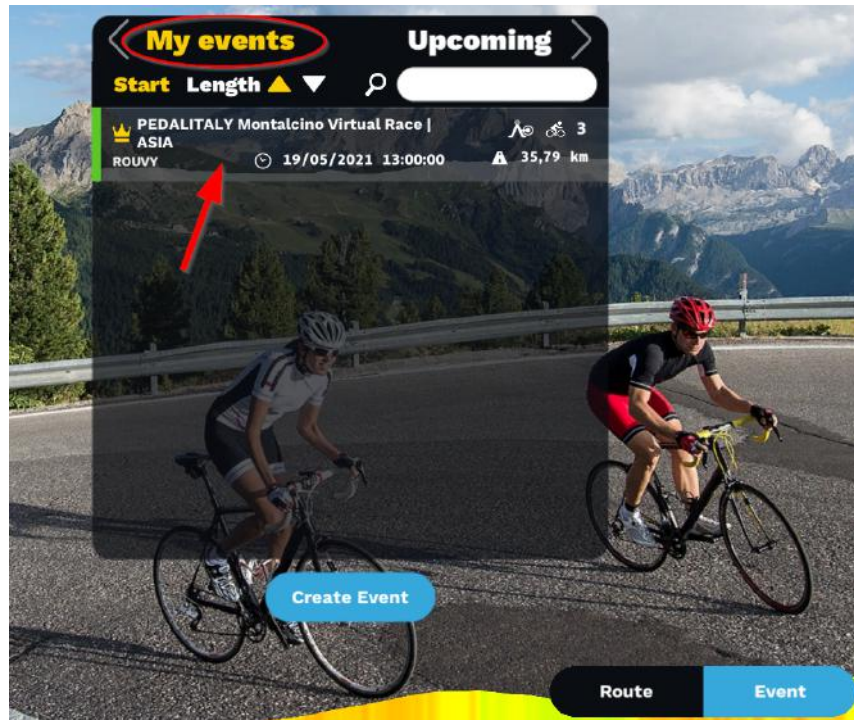 My events Upcoming
Start Length
PEDALITALY Montalcino Virtual Race | 3
ASIA
ROUVY 19/05/2021 13:00:00 35,79 km
Create Event
Route Event